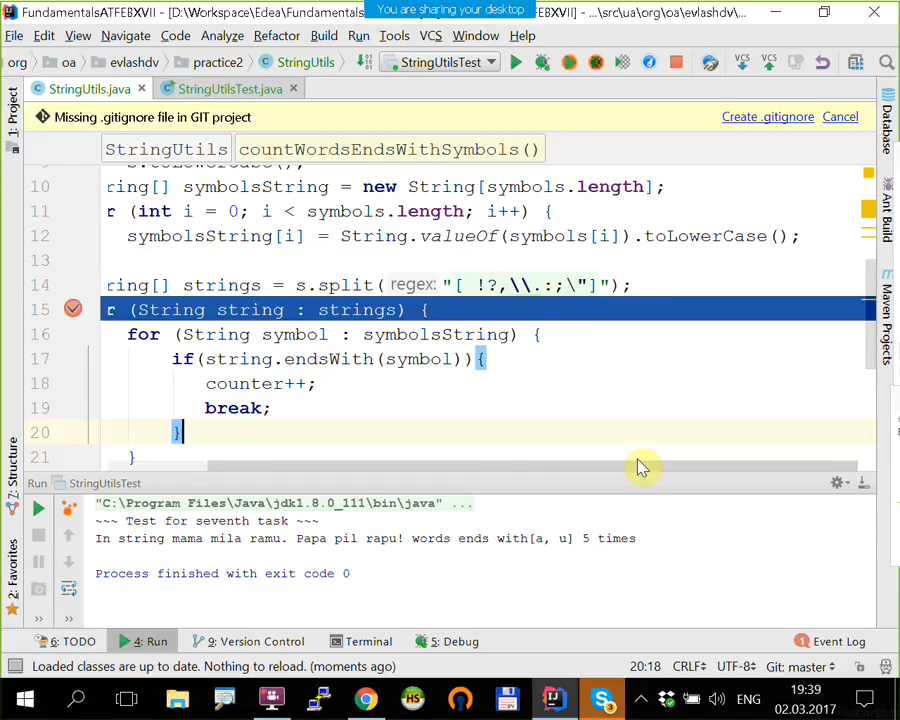 FundamentalsATFEBXVII - [D:\Workspace\Edea\Fundamentals
You are sharing your desktop
FEBXVII] - ...\src\ua\org\oa\evlashdv\...
File Edit View Navigate Code Analyze Refactor Build Run Tools VCS Window Help
org oa evlashdv practice2 StringUtils StringUtilsTest VCS VCS
StringUtils.java StringUtilsTest.java
Missing .gitignore file in GIT project Create .gitignore Cancel
StringUtils countWordsEndsWithSymbols()
s.toLowerCase();
10 ring[] symbolsString = new String[symbols.length];
11 r (int i = 0; i < symbols.length; i++) {
12 symbolsString[i] = String.valueOf(symbols[i]).toLowerCase();
14 ring[] strings = s.split( regex: "[ !?,\\.:;\"]");
15 r (String string : strings) {
16 for (String symbol : symbolsString) {
17 if(string.endsWith(symbol)){
18 counter++;
19 break;
20 }
21 }
1: Project
7: Structure
2: Favorites
Database
Ant Build
Maven Projects
Run StringUtilsTest
"C:\Program Files\Java\jdk1.8.0_111\bin\java" ...
~~~ Test for seventh task ~~~
In string mama mila ramu. Papa pil rapu! words ends with[a, u] 5 times
Process finished with exit code 0
6: TODO 4: Run 9: Version Control Terminal 5: Debug 1 Event Log
Loaded classes are up to date. Nothing to reload. (moments ago) 20:18 CRLF UTF-8 Git: master
HS 3 ENG 19:39
02.03.2017